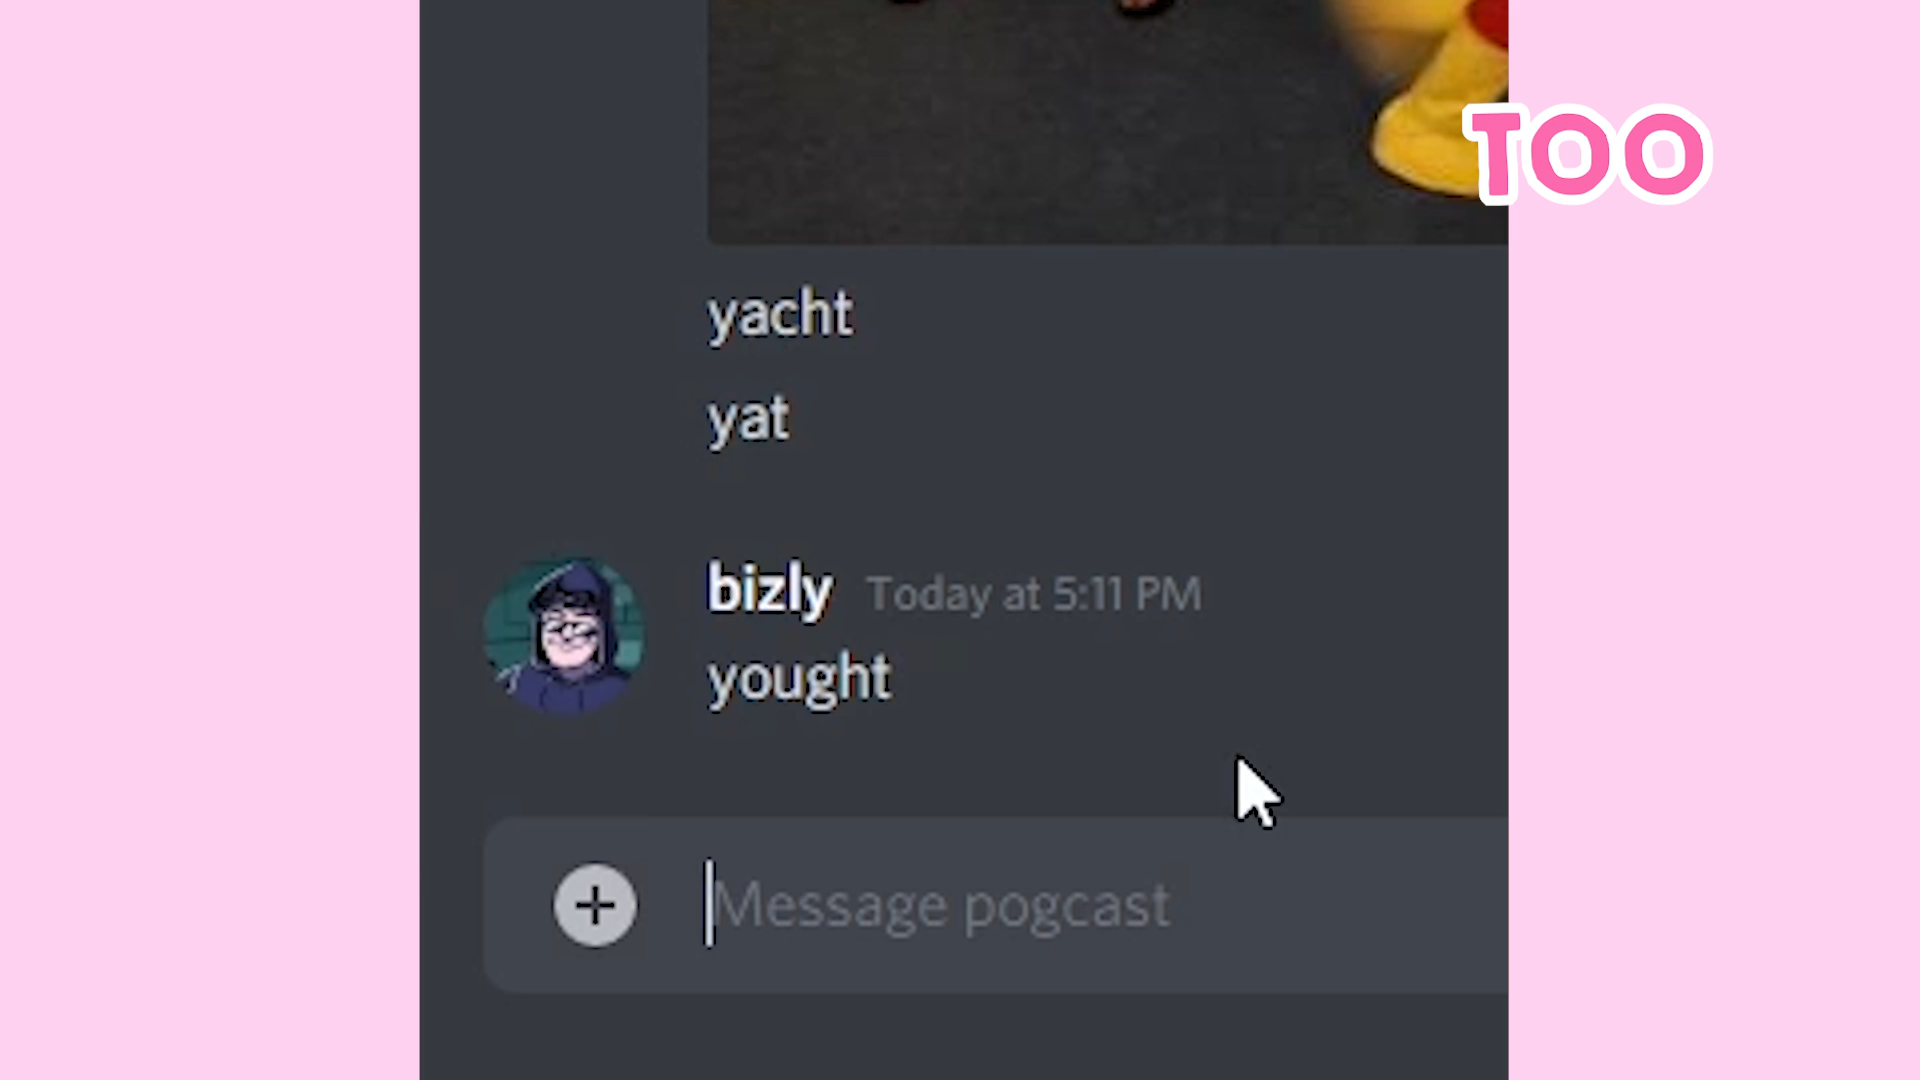 TOO
yacht
yat
bizly Today at 5:11 PM
yought
Message pogcast